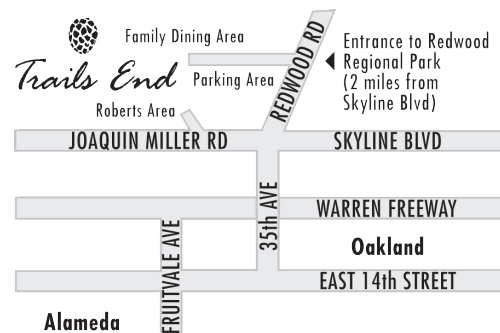 Family Dining Area
Trails End
Parking Area
Roberts Area
REDWOOD RD
Entrance to Redwood
Regional Park
(2 miles from
Skyline Blvd)
JOAQUIN MILLER RD
SKYLINE BLVD
35th AVE
WARREN FREEWAY
Oakland
FRUITVALE AVE
EAST 14th STREET
Alameda